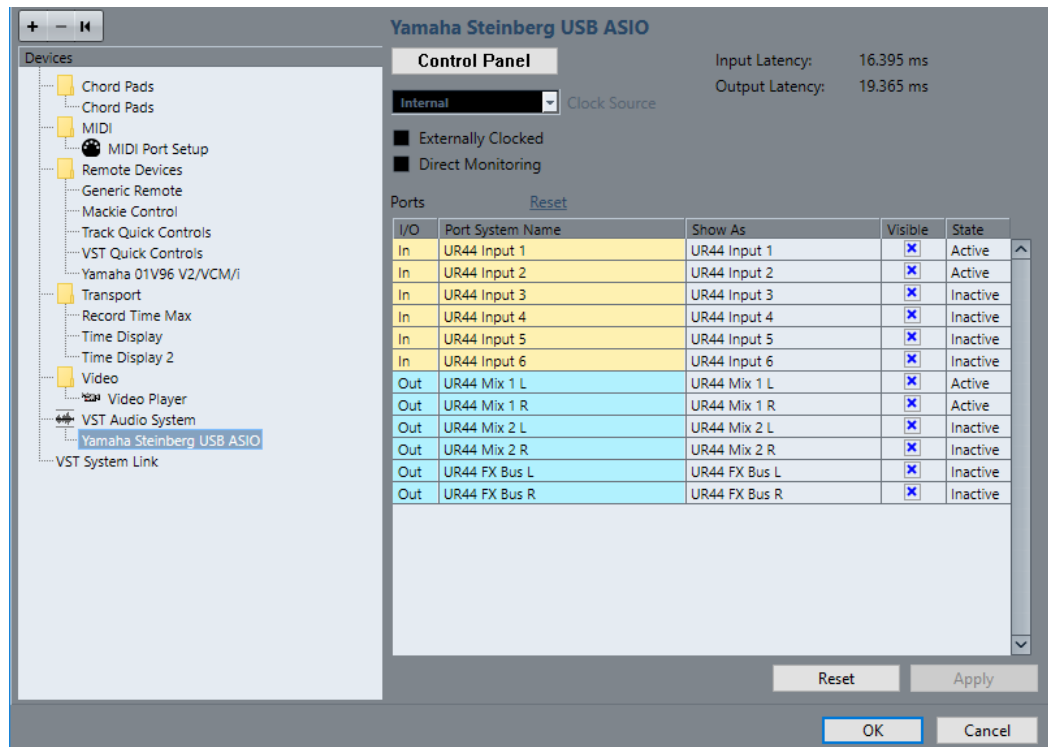 Yamaha Steinberg USB ASIO
Devices
Chord Pads
Chord Pads
MIDI
MIDI Port Setup
Remote Devices
Generic Remote
Mackie Control
Track Quick Controls
VST Quick Controls
Yamaha 01V96 V2/VCM/i
Transport
Record Time Max
Time Display
Time Display 2
Video
Video Player
VST Audio System
Yamaha Steinberg USB ASIO
VST System Link
Control Panel
Input Latency: 16.395 ms
Output Latency: 19.365 ms
Internal Clock Source
Externally Clocked
Direct Monitoring
Ports Reset
I/O Port System Name Show As Visible State
In UR44 Input 1 UR44 Input 1 Active
In UR44 Input 2 UR44 Input 2 Active
In UR44 Input 3 UR44 Input 3 Inactive
In UR44 Input 4 UR44 Input 4 Inactive
In UR44 Input 5 UR44 Input 5 Inactive
In UR44 Input 6 UR44 Input 6 Inactive
Out UR44 Mix 1 L UR44 Mix 1 L Active
Out UR44 Mix 1 R UR44 Mix 1 R Active
Out UR44 Mix 2 L UR44 Mix 2 L Inactive
Out UR44 Mix 2 R UR44 Mix 2 R Inactive
Out UR44 FX Bus L UR44 FX Bus L Inactive
Out UR44 FX Bus R UR44 FX Bus R Inactive
Reset Apply
OK Cancel